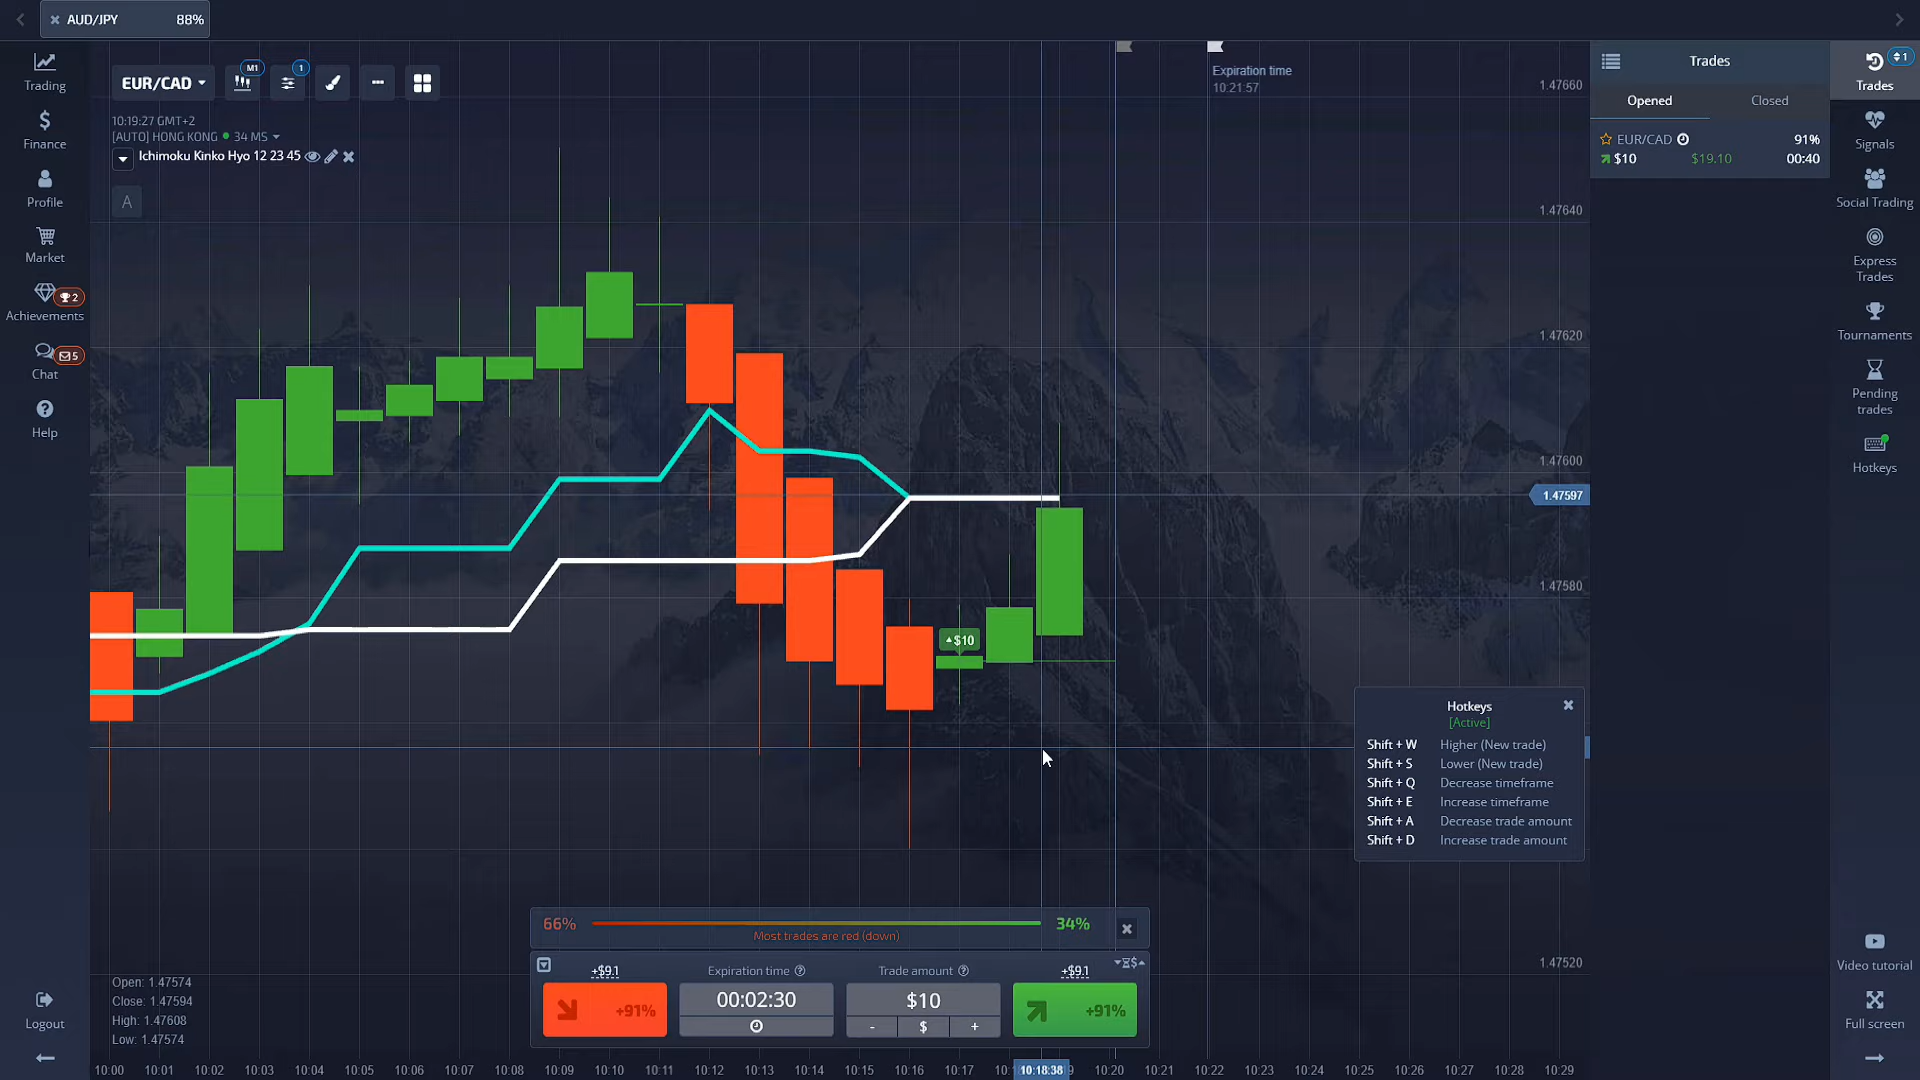 AUD/JPY 88%
Trading
Finance
Profile
Market
Achievements 2
Chat 5
Help
Logout
EUR/CAD M1 1
10:19:27 GMT+2
[AUTO] HONG KONG 34 MS
Ichimoku Kinko Hyo 12 23 45
A
Expiration time
10:21:57
1.47660
1.47640
1.47620
1.47600
1.47597
1.47580
1.47520
$10
Hotkeys
[Active]
Shift + W Higher (New trade)
Shift + S Lower (New trade)
Shift + Q Decrease timeframe
Shift + E Increase timeframe
Shift + A Decrease trade amount
Shift + D Increase trade amount
66% 34%
Most trades are red (down)
+$9.1 Expiration time Trade amount +$9.1
+91% 00:02:30 $10 +91%
- $ +
Open: 1.47574
Close: 1.47594
High: 1.47608
Low: 1.47574
10:00 10:01 10:02 10:03 10:04 10:05 10:06 10:07 10:08 10:09 10:10 10:11 10:12 10:13 10:14 10:15 10:16 10:17 10:18:38 10:20 10:21 10:22 10:23 10:24 10:25 10:26 10:27 10:28 10:29
Trades
Opened Closed
EUR/CAD 91%
$10 $19.10 00:40
1
Trades
Signals
Social Trading
Express
Trades
Tournaments
Pending
trades
Hotkeys
Video tutorial
Full screen